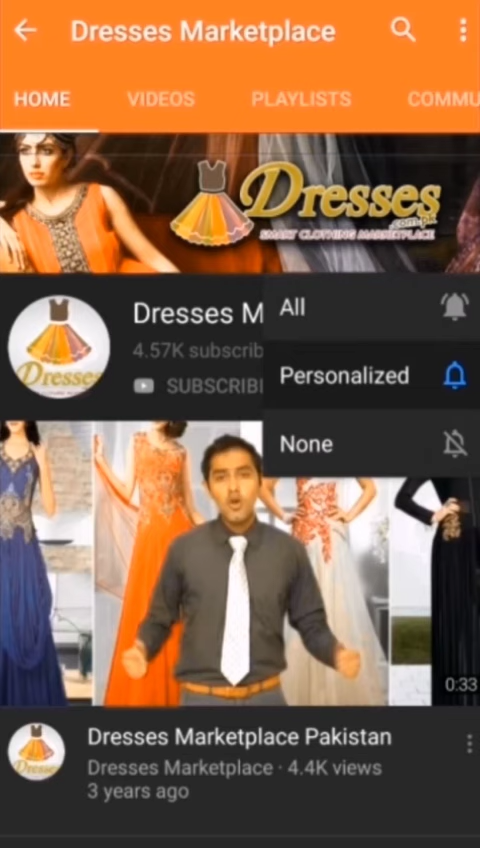 Dresses Marketplace
HOME VIDEOS PLAYLISTS COMMU
Dresses
.com.pk
SMART CLOTHING MARKETPLACE
Dresses M
4.57K subscrib
SUBSCRIBE
All
Personalized
None
Dresses
0:33
Dresses Marketplace Pakistan
Dresses Marketplace · 4.4K views
3 years ago
Dresses